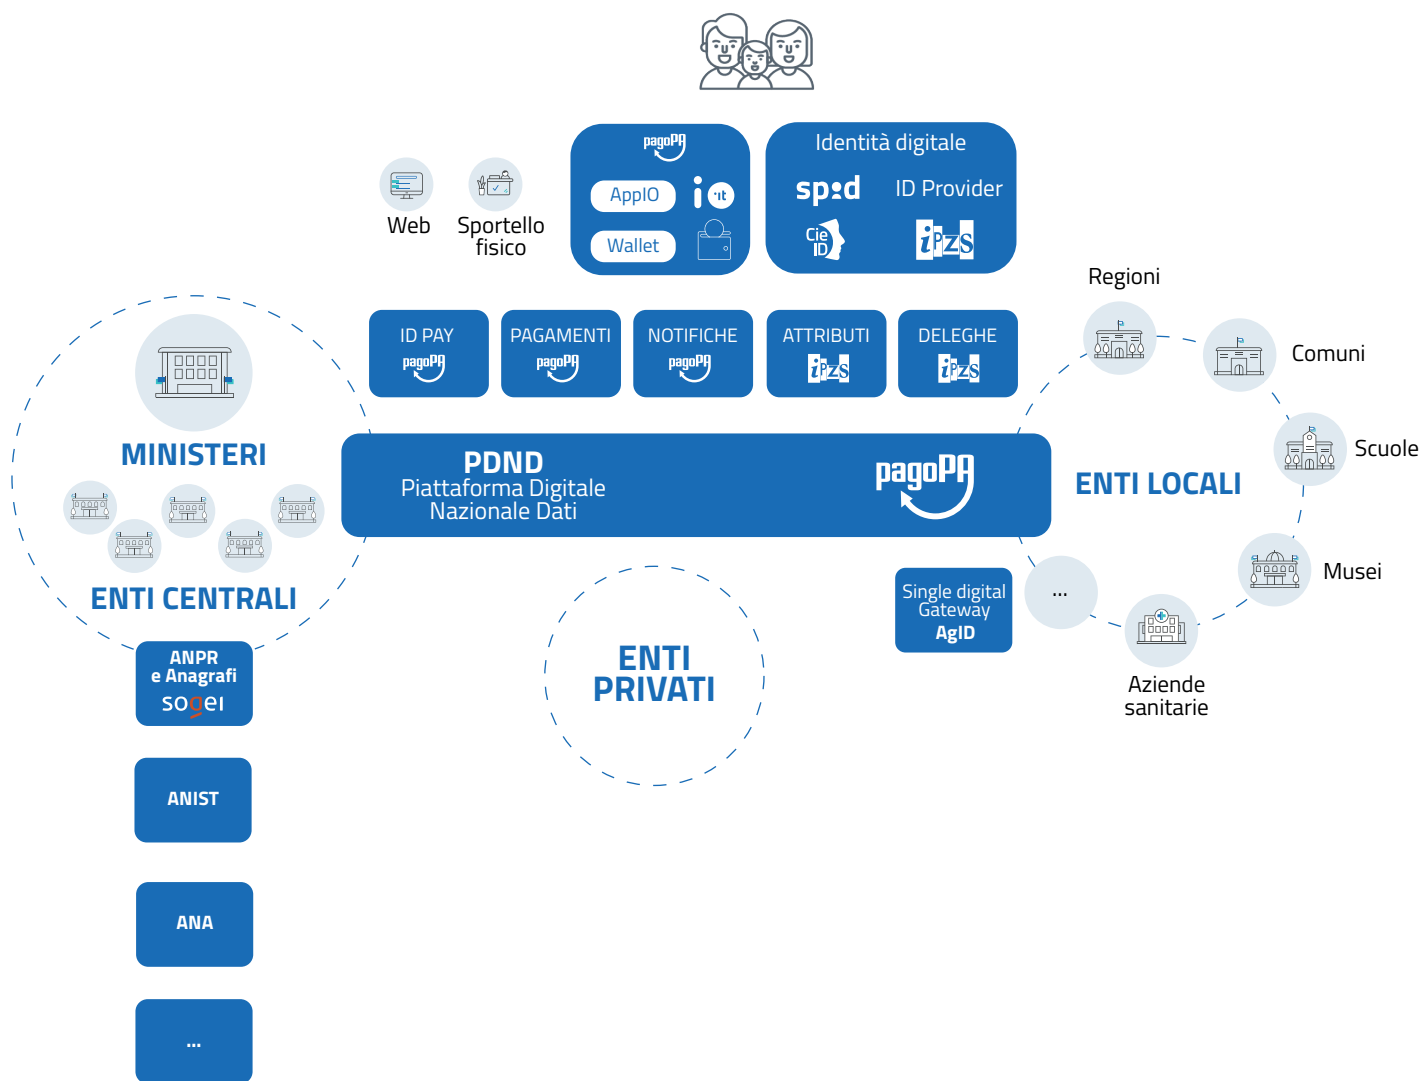 pagoPA
AppIO
io
.it
Wallet
Identità digitale
spid
ID Provider
Cie
ID
iPZS
Web
Sportello
fisico
ID PAY
pagoPA
PAGAMENTI
pagoPA
NOTIFICHE
pagoPA
ATTRIBUTI
iPZS
DELEGHE
iPZS
Regioni
Comuni
Scuole
Musei
Aziende
sanitarie
...
ENTI LOCALI
MINISTERI
ENTI CENTRALI
PDND
Piattaforma Digitale
Nazionale Dati
pagoPA
Single digital
Gateway
AgID
ENTI
PRIVATI
ANPR
e Anagrafi
sogei
ANIST
ANA
...